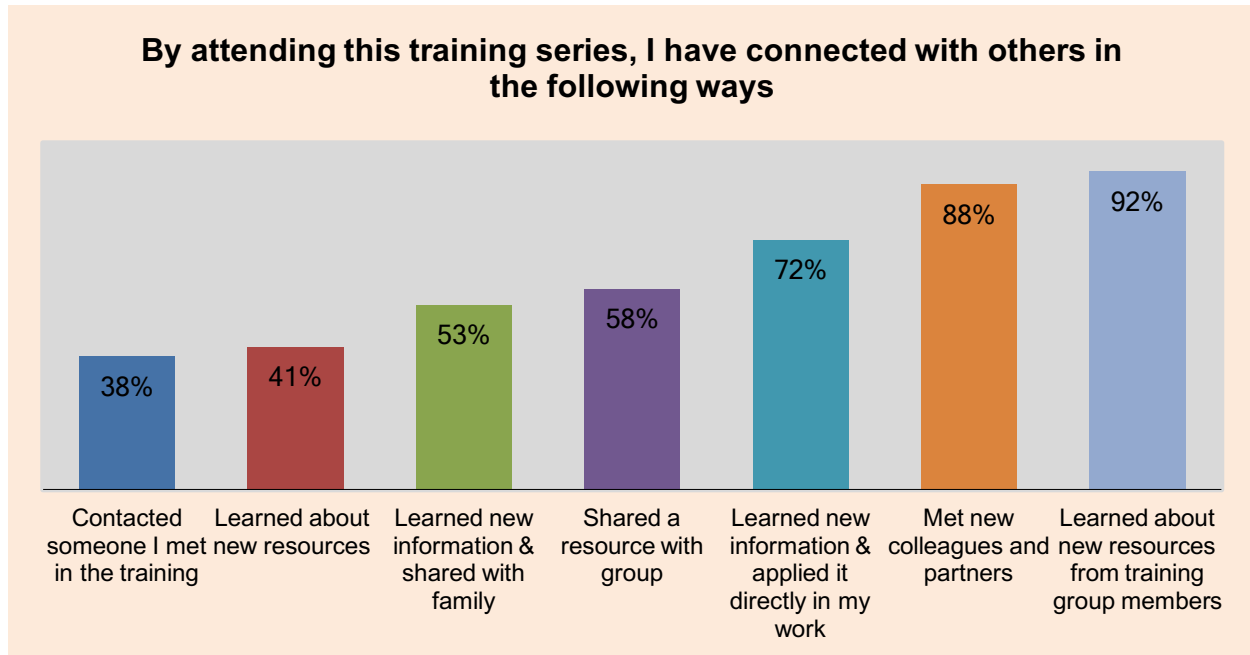 By attending this training series, I have connected with others in
the following ways
38%
41%
53%
58%
72%
88%
92%
Contacted
someone I met
in the training
Learned about
new resources
Learned new
information &
shared with
family
Shared a
resource with
group
Learned new
information &
applied it
directly in my
work
Met new
colleagues and
partners
Learned about
new resources
from training
group members